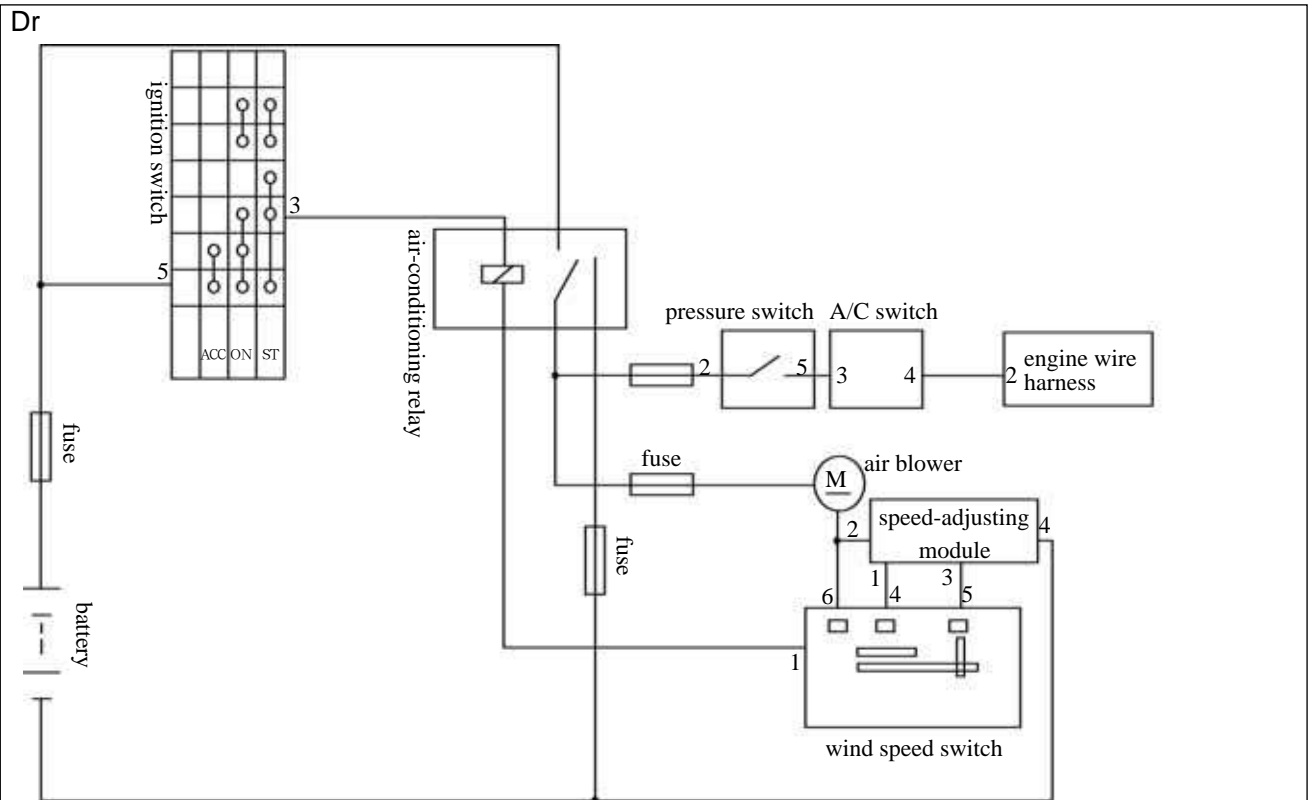 Dr
ignition switch
3
5
ACC ON ST
air-conditioning relay
pressure switch A/C switch
2 5 3 4 2 engine wire
harness
fuse
fuse
air blower
M
speed-adjusting
module
2 4
1 3
fuse
6 4 5
battery
1
wind speed switch